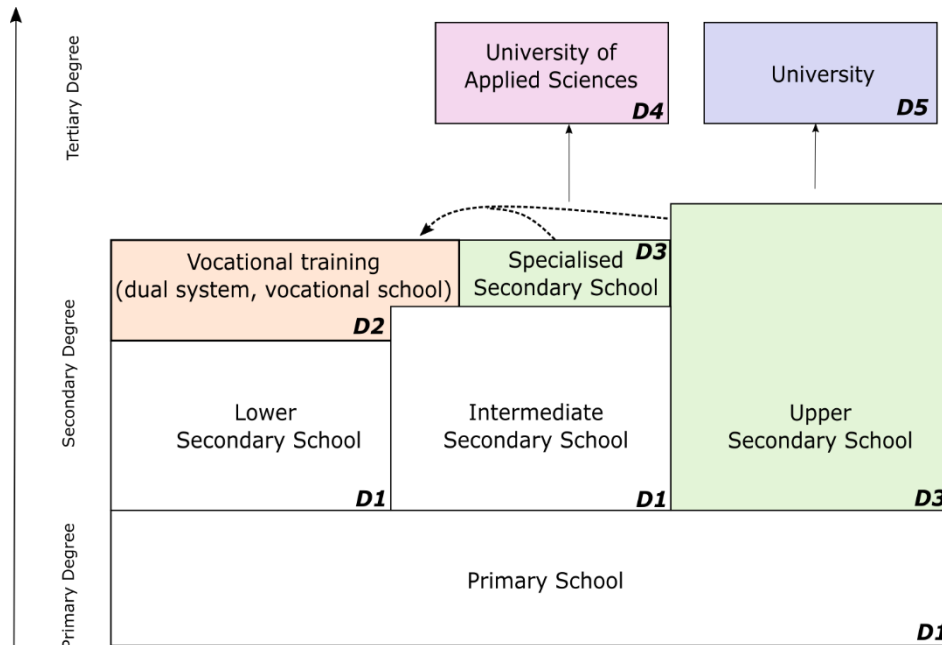 Tertiary Degree
University of
Applied Sciences
D4
University
D5
Secondary Degree
Vocational training
(dual system, vocational school)
D2
D3
Specialised
Secondary School
Lower
Secondary School
D1
Intermediate
Secondary School
D1
Upper
Secondary School
D3
Primary Degree
Primary School
D1